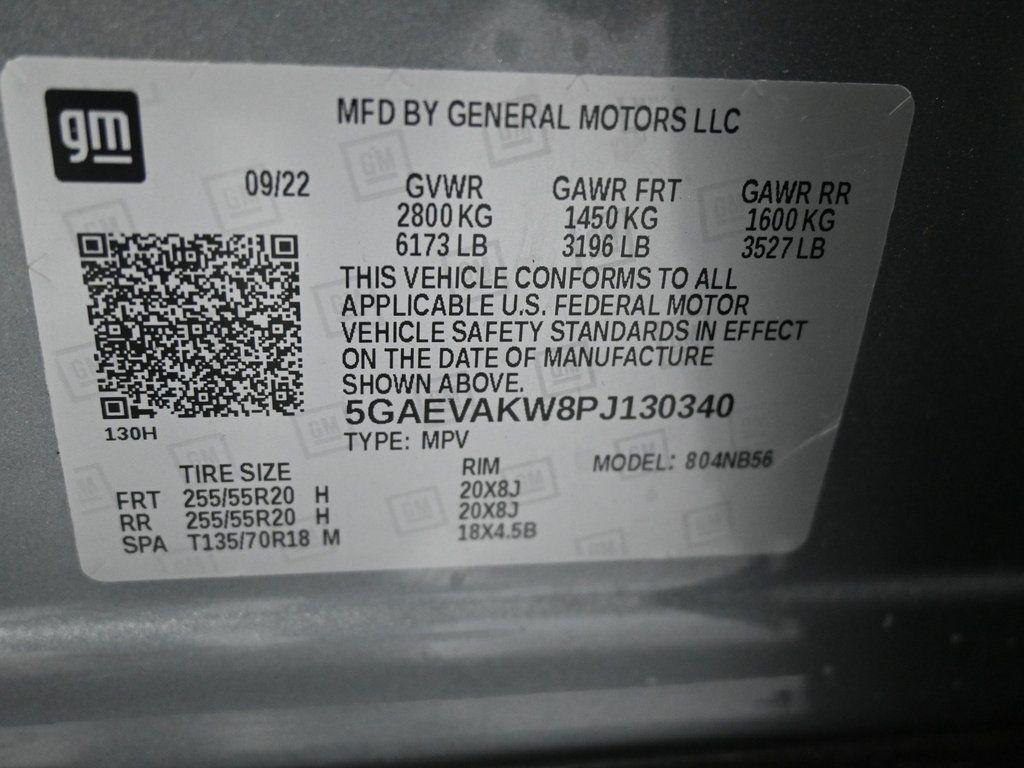 gm
MFD BY GENERAL MOTORS LLC
09/22 GVWR GAWR FRT GAWR RR
2800 KG 1450 KG 1600 KG
6173 LB 3196 LB 3527 LB
THIS VEHICLE CONFORMS TO ALL
APPLICABLE U.S. FEDERAL MOTOR
VEHICLE SAFETY STANDARDS IN EFFECT
ON THE DATE OF MANUFACTURE
SHOWN ABOVE.
5GAEVAKW8PJ130340
130H
TYPE: MPV
TIRE SIZE RIM MODEL: 804NB56
FRT 255/55R20 H 20X8J
RR 255/55R20 H 20X8J
SPA T135/70R18 M 18X4.5B